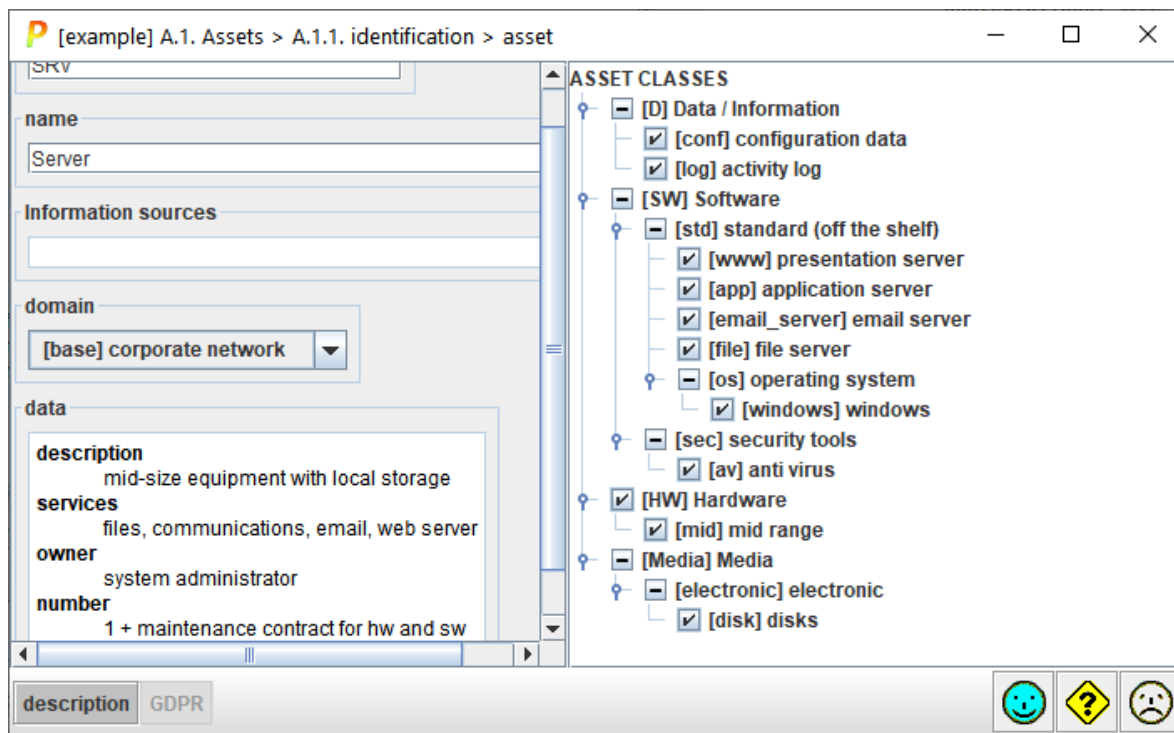 [example] A.1. Assets > A.1.1. identification > asset
SRV
name
Server
Information sources
domain
[base] corporate network
data
description
mid-size equipment with local storage
services
files, communications, email, web server
owner
system administrator
number
1 + maintenance contract for hw and sw
ASSET CLASSES
[D] Data / Information
[conf] configuration data
[log] activity log
[SW] Software
[std] standard (off the shelf)
[www] presentation server
[app] application server
[email_server] email server
[file] file server
[os] operating system
[windows] windows
[sec] security tools
[av] anti virus
[HW] Hardware
[mid] mid range
[Media] Media
[electronic] electronic
[disk] disks
description GDPR